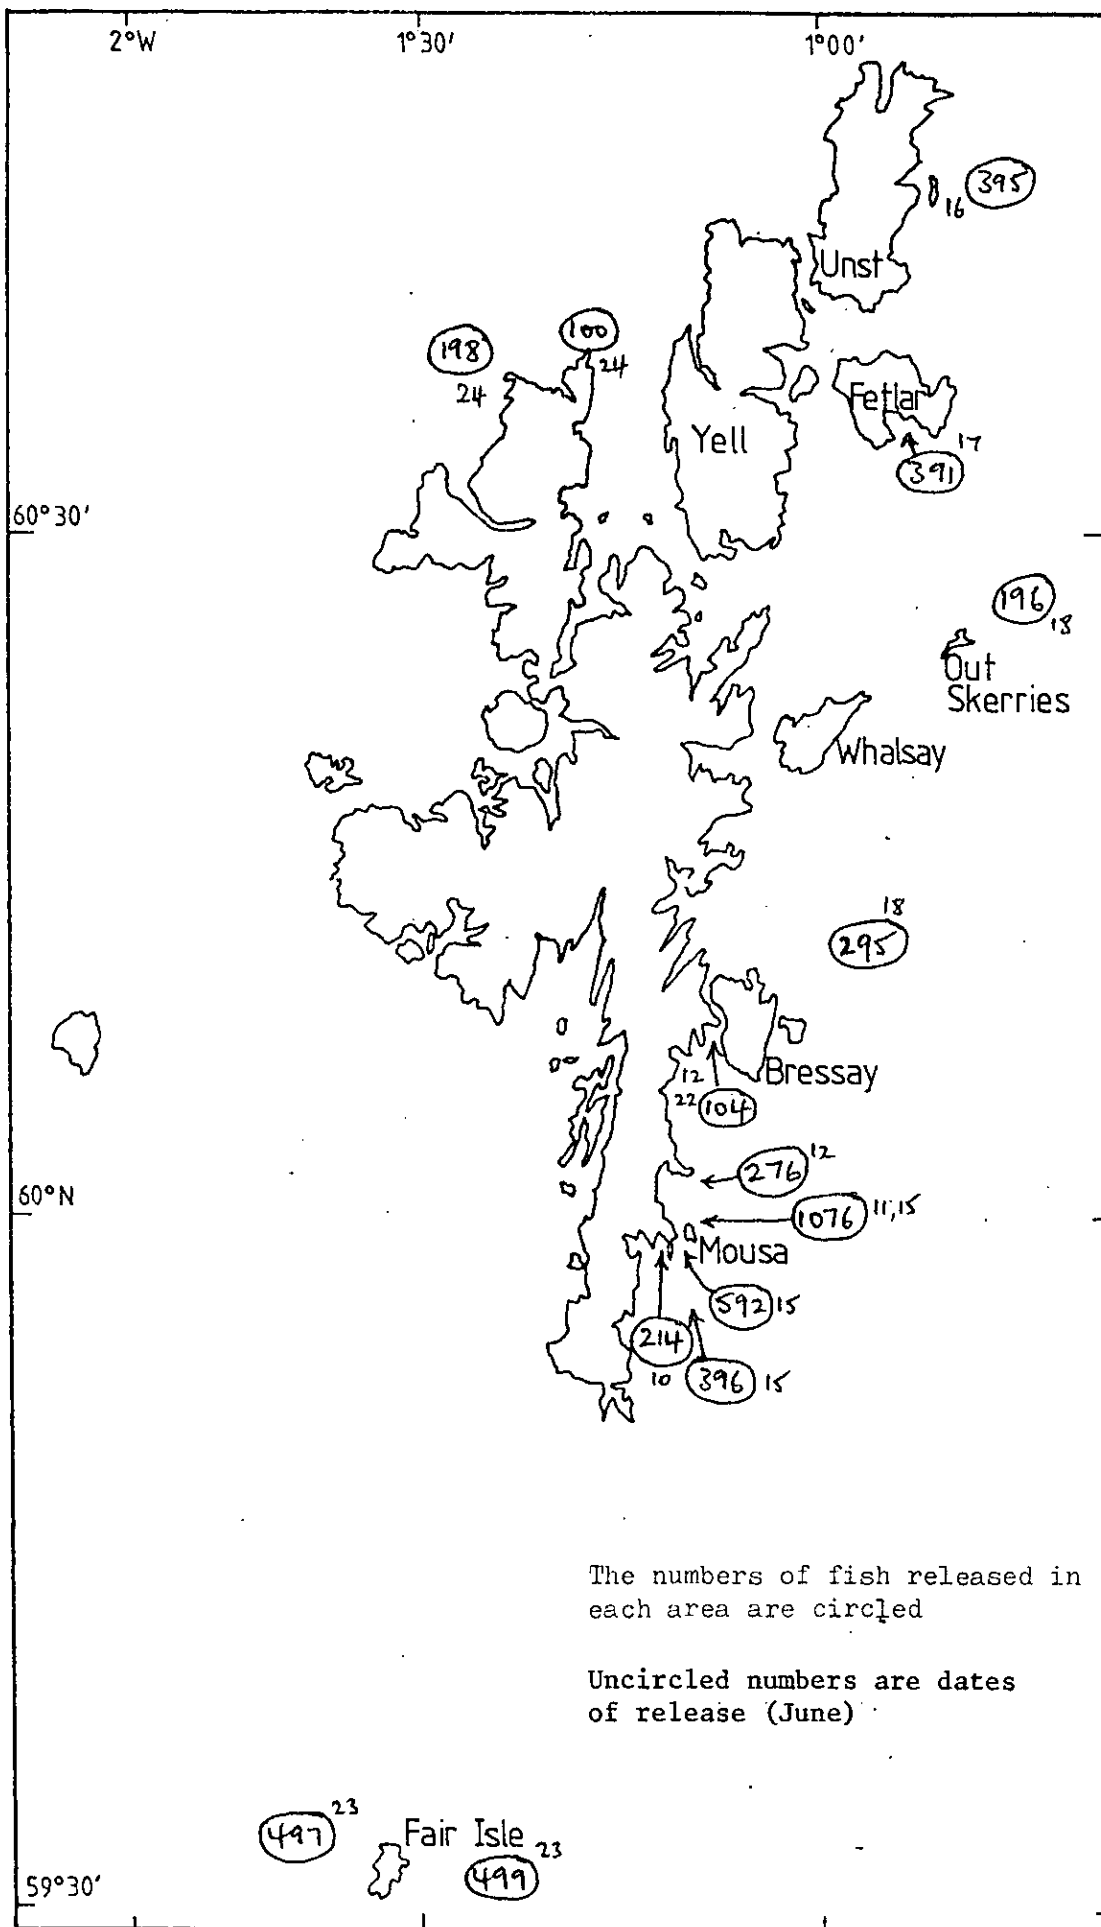 2°W
1°30'
1°00'
395
16
Unst
198
24
100
24
Fetlar
17
391
Yell
60°30'
196
18
Out
Skerries
Whalsay
18
295
Bressay
12
22
104
276
12
60°N
1076
11,15
Mousa
592
15
214
10
396
15
The numbers of fish released in
each area are circled
Uncircled numbers are dates
of release (June)
497
23
Fair Isle
23
499
59°30'